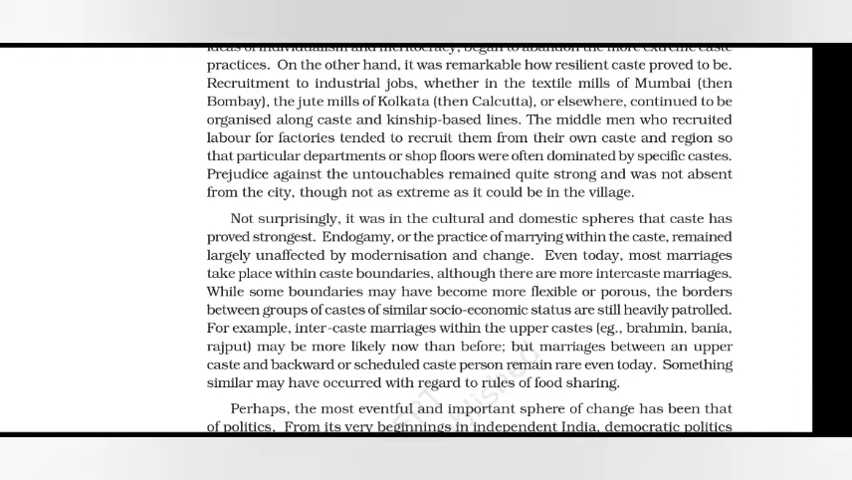 ideas of individualism and meritocracy, began to abandon the more extreme caste
practices. On the other hand, it was remarkable how resilient caste proved to be.
Recruitment to industrial jobs, whether in the textile mills of Mumbai (then
Bombay), the jute mills of Kolkata (then Calcutta), or elsewhere, continued to be
organised along caste and kinship-based lines. The middle men who recruited
labour for factories tended to recruit them from their own caste and region so
that particular departments or shop floors were often dominated by specific castes.
Prejudice against the untouchables remained quite strong and was not absent
from the city, though not as extreme as it could be in the village.
Not surprisingly, it was in the cultural and domestic spheres that caste has
proved strongest. Endogamy, or the practice of marrying within the caste, remained
largely unaffected by modernisation and change. Even today, most marriages
take place within caste boundaries, although there are more intercaste marriages.
While some boundaries may have become more flexible or porous, the borders
between groups of castes of similar socio-economic status are still heavily patrolled.
For example, inter-caste marriages within the upper castes (eg., brahmin, bania,
rajput) may be more likely now than before; but marriages between an upper
caste and backward or scheduled caste person remain rare even today. Something
similar may have occurred with regard to rules of food sharing.
Perhaps, the most eventful and important sphere of change has been that
of politics. From its very beginnings in independent India, democratic politics